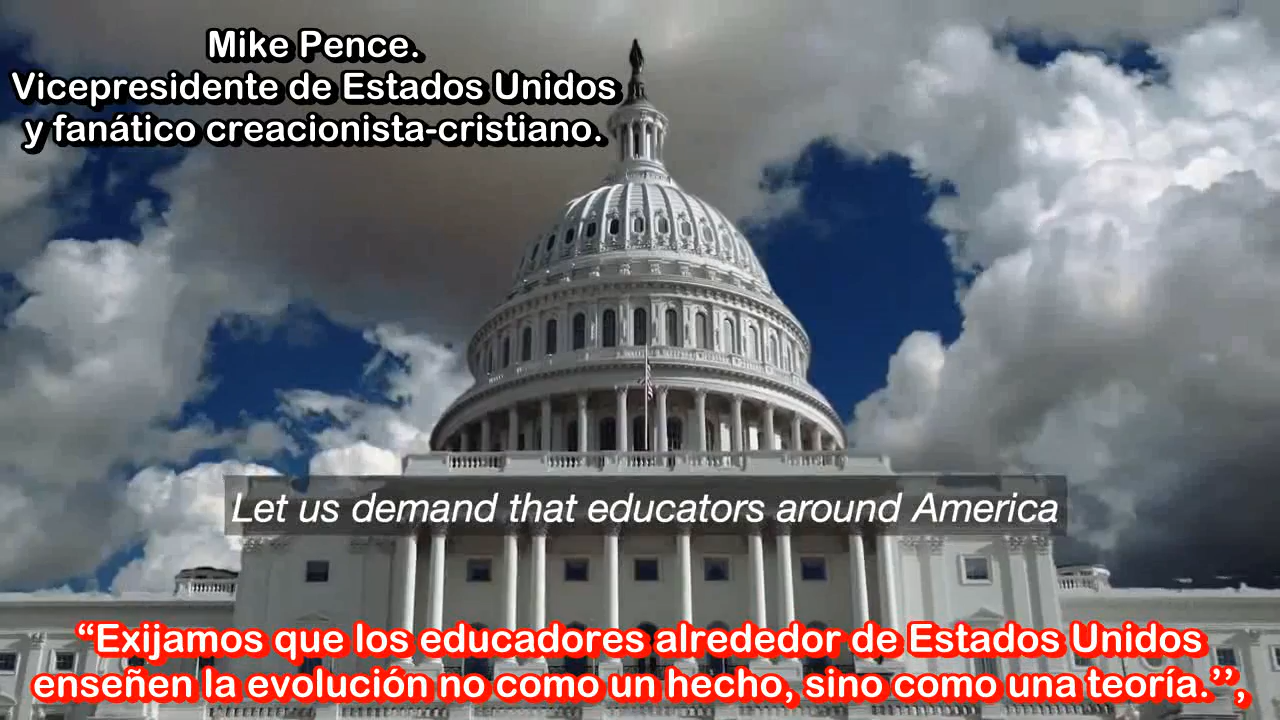 Mike Pence.
Vicepresidente de Estados Unidos
y fanático creacionista-cristiano.
Let us demand that educators around America
“Exijamos que los educadores alrededor de Estados Unidos
enseñen la evolución no como un hecho, sino como una teoría.’’,